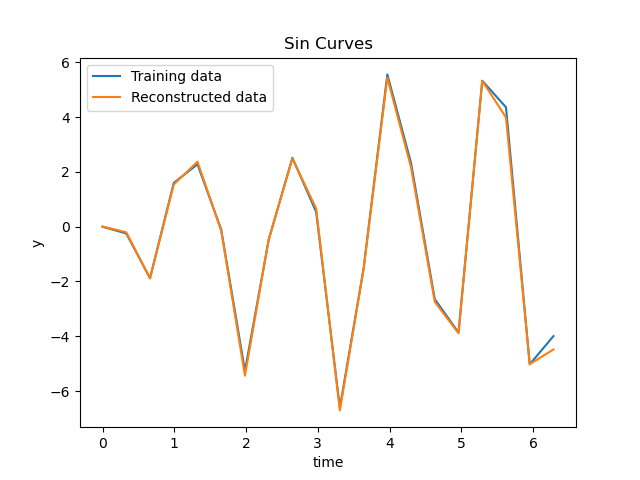 Sin Curves
Training data
Reconstructed data
y
6
4
2
0
−2
−4
−6
0 1 2 3 4 5 6
time